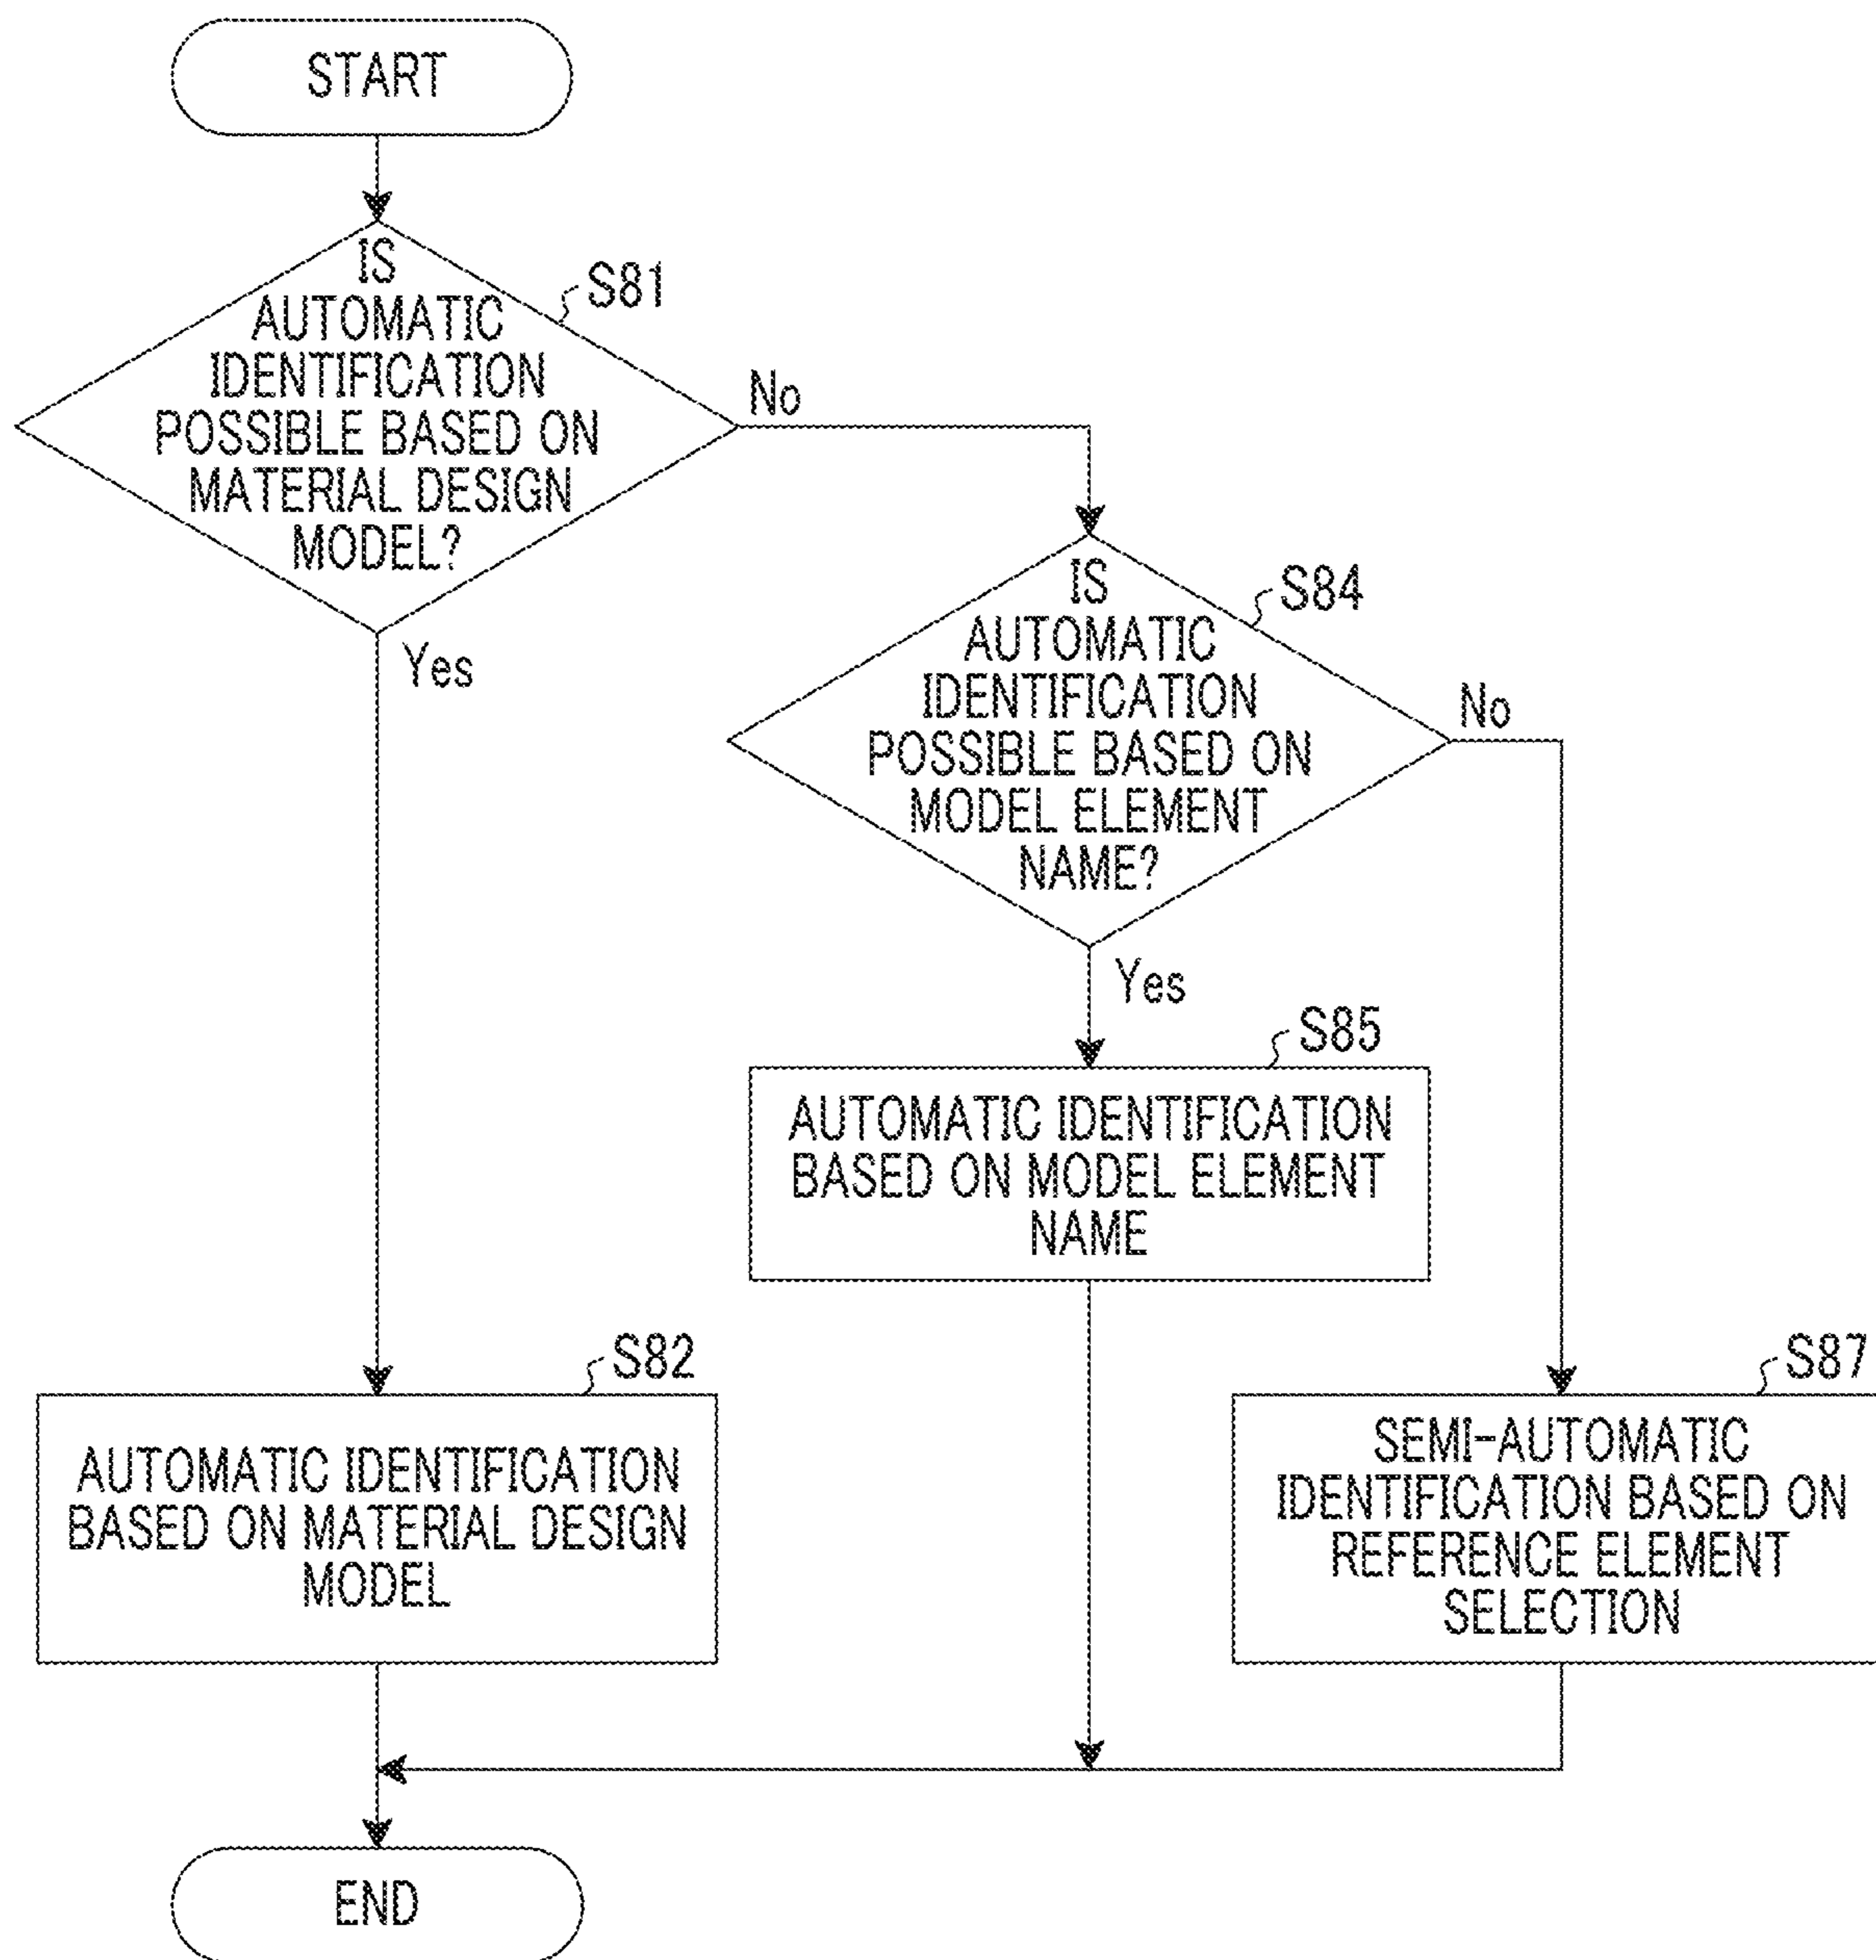 START
IS
AUTOMATIC
IDENTIFICATION
POSSIBLE BASED ON
MATERIAL DESIGN
MODEL?
S81
No
Yes
IS
AUTOMATIC
IDENTIFICATION
POSSIBLE BASED ON
MODEL ELEMENT
NAME?
S84
No
Yes
S85
AUTOMATIC IDENTIFICATION
BASED ON MODEL ELEMENT
NAME
S82
AUTOMATIC IDENTIFICATION
BASED ON MATERIAL DESIGN
MODEL
S87
SEMI-AUTOMATIC
IDENTIFICATION BASED ON
REFERENCE ELEMENT
SELECTION
END